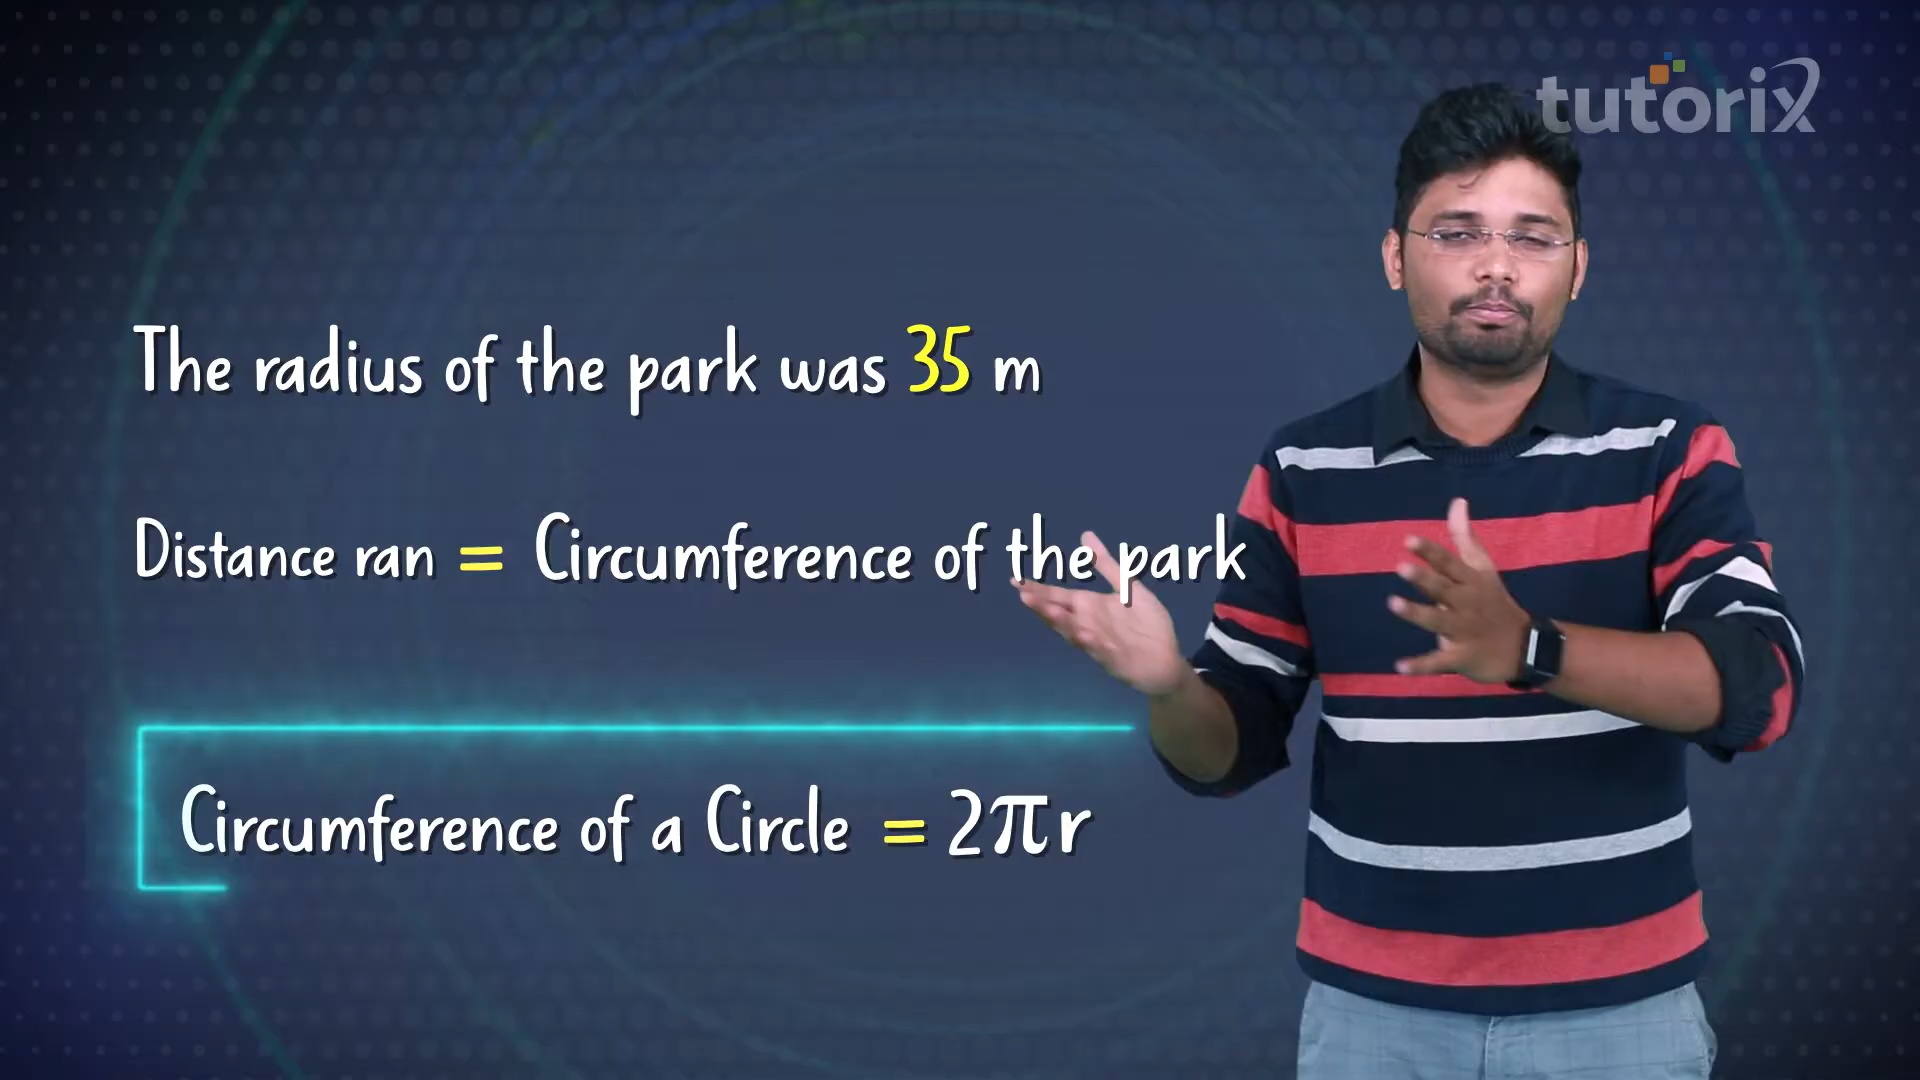 tutorix
The radius of the park was 35 m
Distance ran = Circumference of the park
Circumference of a Circle = 2πr